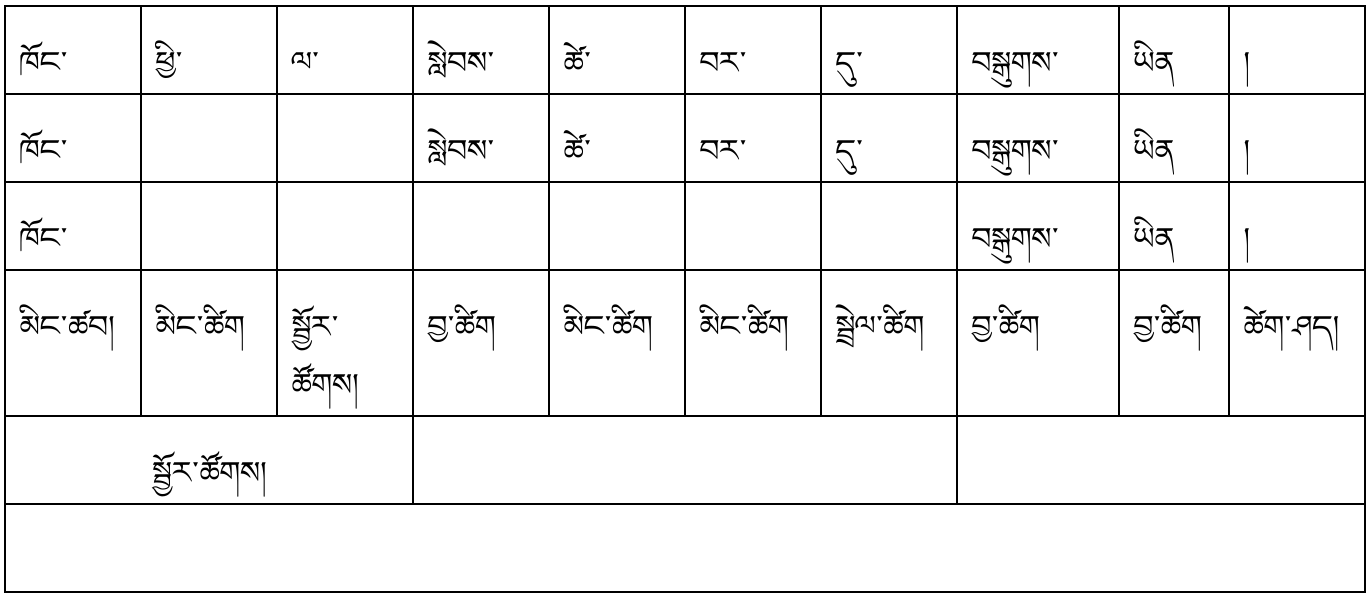 ཁོང་ ཕྱི་ ལ་ སླེབས་ ཚེ་ བར་ དུ་ བསྒུགས་ ཡིན །
ཁོང་ སླེབས་ ཚེ་ བར་ དུ་ བསྒུགས་ ཡིན །
ཁོང་ བསྒུགས་ ཡིན །
མིང་ཚབ། མིང་ཚིག སྦྱོར་ བྱ་ཚིག མིང་ཚིག མིང་ཚིག སྦྲེལ་ཚིག བྱ་ཚིག བྱ་ཚིག ཚེག་ཤད།
ཚོགས།
སྦྱོར་ཚོགས།